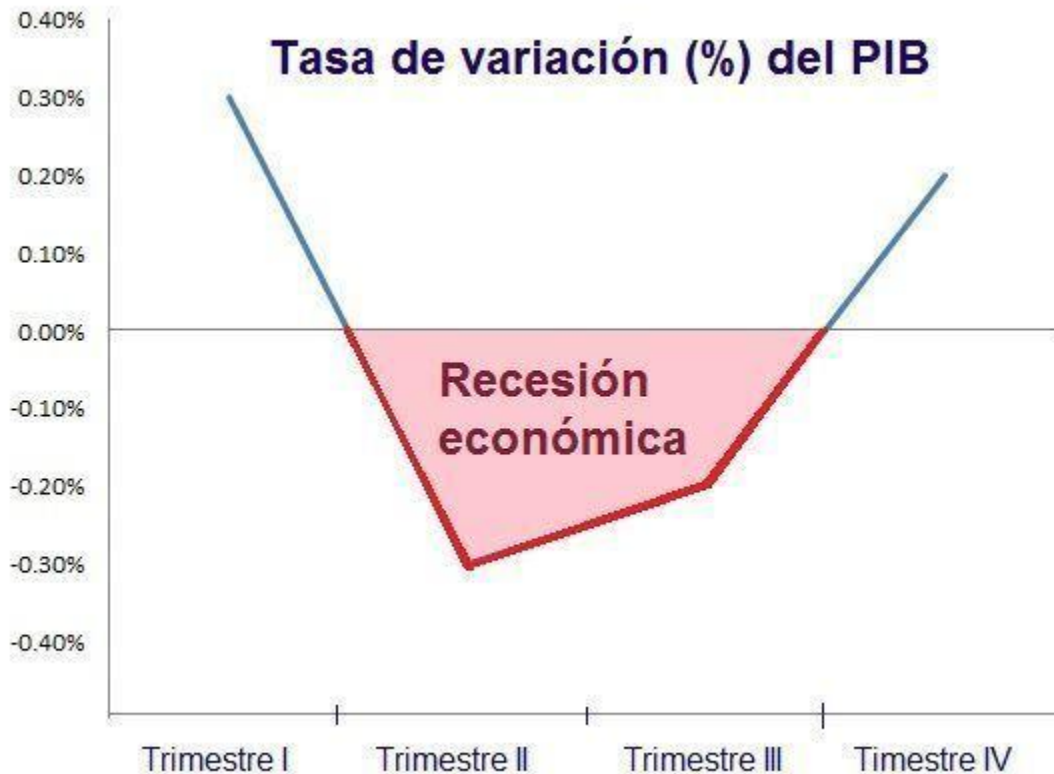 Tasa de variación (%) del PIB
0.40%
0.30%
0.20%
0.10%
0.00%
-0.10%
-0.20%
-0.30%
-0.40%
Recesión
económica
Trimestre I
Trimestre II
Trimestre III
Timestre IV